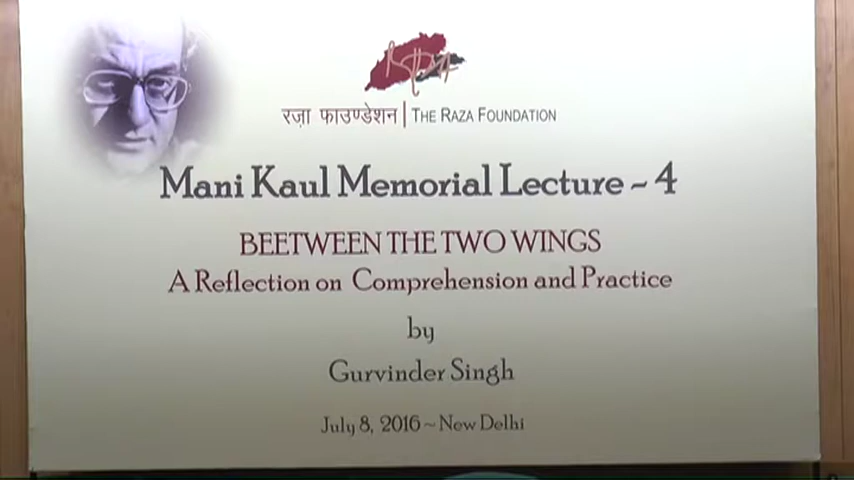 रज़ा फाउण्डेशन | THE RAZA FOUNDATION
Mani Kaul Memorial Lecture ~ 4
BEETWEEN THE TWO WINGS
A Reflection on Comprehension and Practice
by
Gurvinder Singh
July 8, 2016 ~ New Delhi